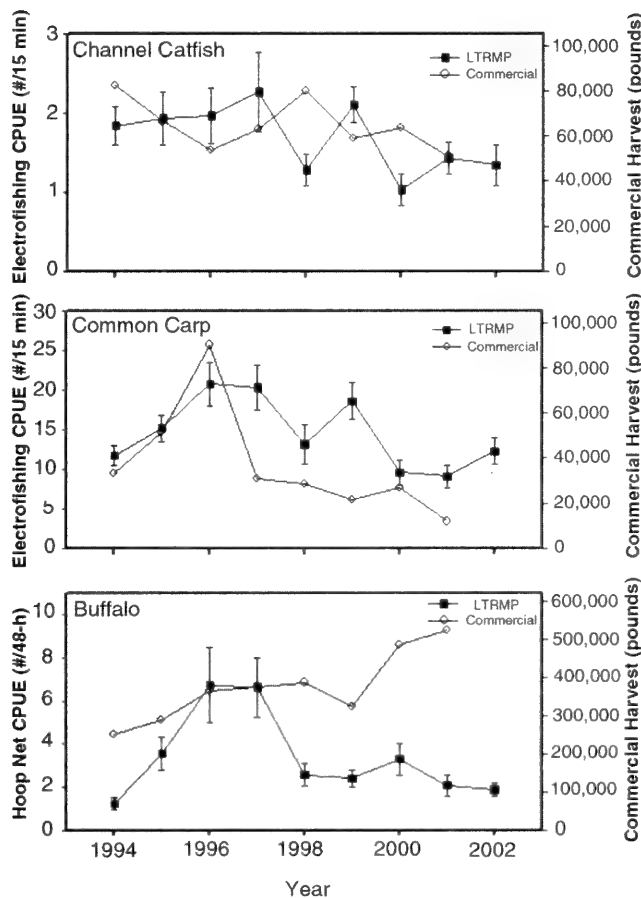 Channel Catfish
LTRMP
Commercial
Electrofishing CPUE (#/15 min)
3
2
1
0
Commercial Harvest (pounds)
100,000
80,000
60,000
40,000
20,000
0
Common Carp
LTRMP
Commercial
Electrofishing CPUE (#/15 min)
30
25
20
15
10
5
0
Commercial Harvest (pounds)
100,000
80,000
60,000
40,000
20,000
0
Buffalo
LTRMP
Commercial
Hoop Net CPUE (#/48-h)
10
8
6
4
2
0
Commercial Harvest (pounds)
600,000
500,000
400,000
300,000
200,000
100,000
0
1994 1996 1998 2000 2002
Year